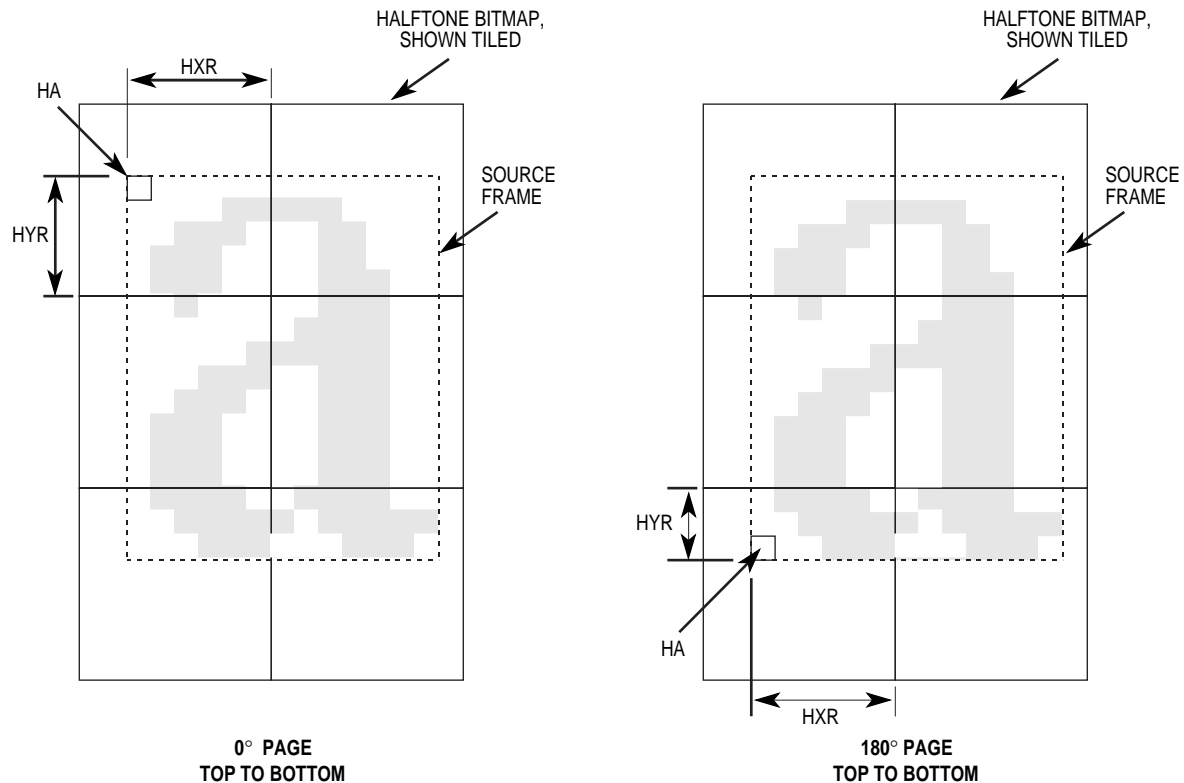 HALFTONE BITMAP,
SHOWN TILED
HXR
HA
SOURCE
FRAME
HYR
0° PAGE
TOP TO BOTTOM
HALFTONE BITMAP,
SHOWN TILED
SOURCE
FRAME
HYR
HA
HXR
180° PAGE
TOP TO BOTTOM